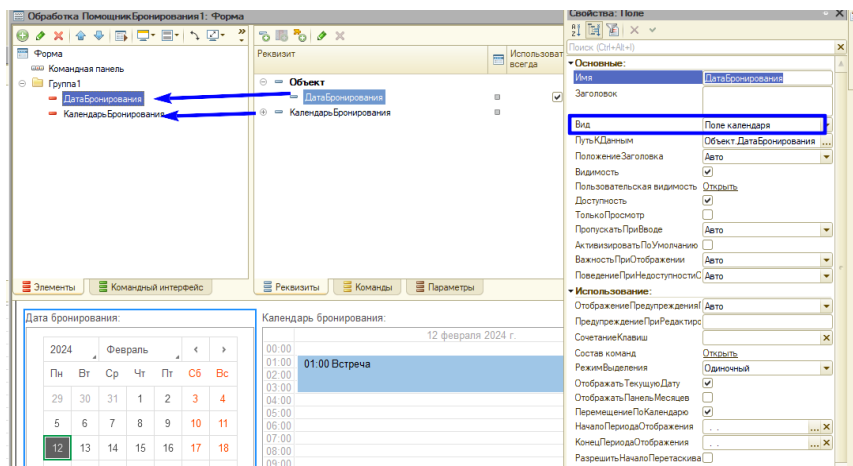 Обработка ПомощникБронирования1: Форма
Форма
Командная панель
Группа1
ДатаБронирования
КалендарьБронирования
Элементы
Командный интерфейс
Реквизит
Использоват
всегда
Объект
ДатаБронирования
КалендарьБронирования
Реквизиты
Команды
Параметры
Дата бронирования:
2024 Февраль
Пн Вт Ср Чт Пт Сб Вс
29 30 31 1 2 3 4
5 6 7 8 9 10 11
12 13 14 15 16 17 18
Календарь бронирования:
12 февраля 2024 г.
00:00
01:00 01:00 Встреча
02:00
03:00
04:00
05:00
06:00
07:00
08:00
09:00
Свойства: Поле
Поиск (Ctrl+Alt+I)
Основные:
Имя ДатаБронирования
Заголовок
Вид Поле календаря
ПутьКДанным Объект.ДатаБронирования ...
ПоложениеЗаголовка Авто
Видимость
Пользовательская видимость Открыть
Доступность
ТолькоПросмотр
ПропускатьПриВводе Авто
АктивизироватьПоУмолчанию
ВажностьПриОтображении Авто
ПоведениеПриНедоступностиС Авто
Использование:
ОтображениеПредупреждения Авто
ПредупреждениеПриРедактирс
СочетаниеКлавиш
Состав команд Открыть
РежимВыделения Одиночный
ОтображатьТекущуюДату
ОтображатьПанельМесяцев
ПеремещениеПоКалендарю
НачалоПериодаОтображения . . ...
КонецПериодаОтображения . . ...
РазрешитьНачалоПеретаскива